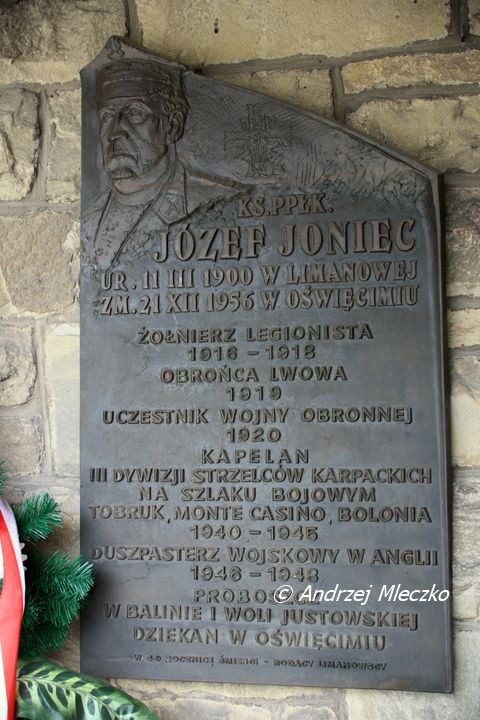 KS. PPŁK.
JÓZEF JONIEC
UR. 11 III 1900 W LIMANOWEJ
ZM. 21 XII 1956 W OŚWIĘCIMIU
ŻOŁNIERZ LEGIONISTA
1916 - 1918
OBROŃCA LWOWA
1919
UCZESTNIK WOJNY OBRONNEJ
1920
KAPELAN
III DYWIZJI STRZELCÓW KARPACKICH
NA SZLAKU BOJOWYM
TOBRUK, MONTE CASINO, BOLONIA
1940 - 1945
DUSZPASTERZ WOJSKOWY W ANGLII
1946 - 1948
PROBOSZCZ
© Andrzej Mleczko
W BALINIE I WOLI JUSTOWSKIEJ
DZIEKAN W OŚWIĘCIMIU
W 40 ROCZNICĘ ŚMIERCI - RODACY LIMANOWCY